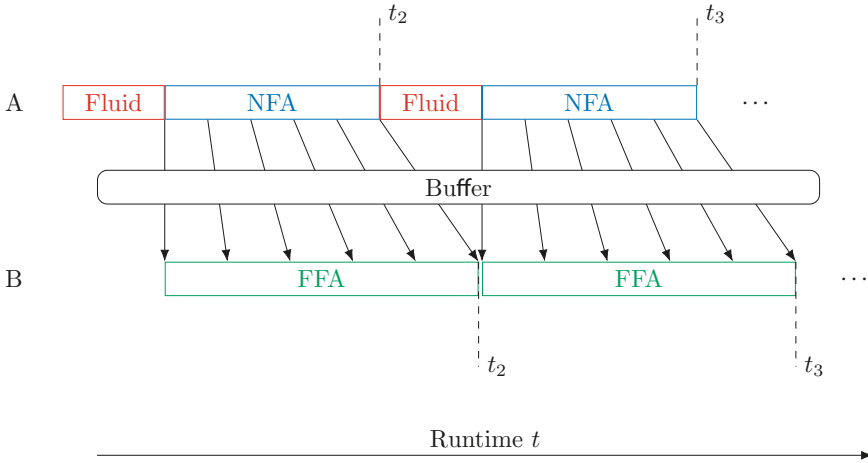 t₂ t₃
A Fluid NFA Fluid NFA ...
Buffer
B FFA FFA ...
t₂ t₃
Runtime t